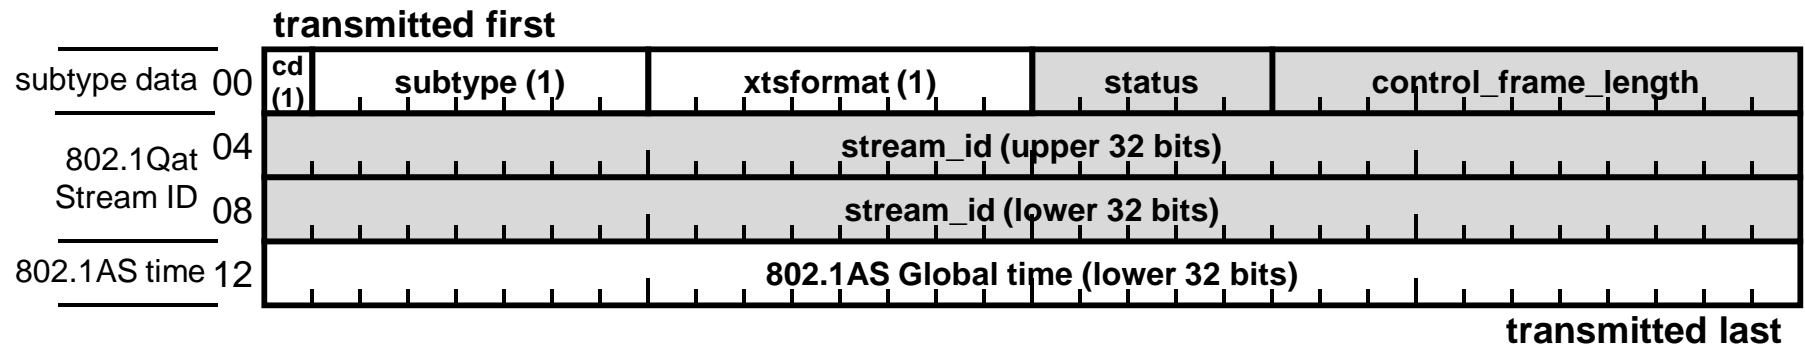 transmitted first
subtype data 00 cd (1) subtype (1) xtsformat (1) status control_frame_length
802.1Qat Stream ID
04 stream_id (upper 32 bits)
08 stream_id (lower 32 bits)
802.1AS time 12 802.1AS Global time (lower 32 bits)
transmitted last